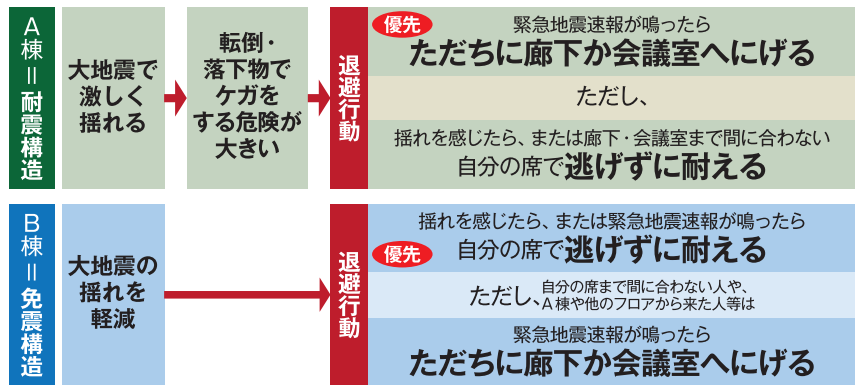 A棟＝耐震構造
大地震で
激しく
揺れる
転倒・
落下物で
ケガを
する危険が
大きい
退避行動
優先
緊急地震速報が鳴ったら
ただちに廊下か会議室へにげる
ただし、
揺れを感じたら、または廊下・会議室まで間に合わない
自分の席で逃げずに耐える
B棟＝免震構造
大地震の
揺れを
軽減
退避行動
揺れを感じたら、または緊急地震速報が鳴ったら
優先
自分の席で逃げずに耐える
ただし、自分の席まで間に合わない人や、
A棟や他のフロアから来た人等は
緊急地震速報が鳴ったら
ただちに廊下か会議室へにげる